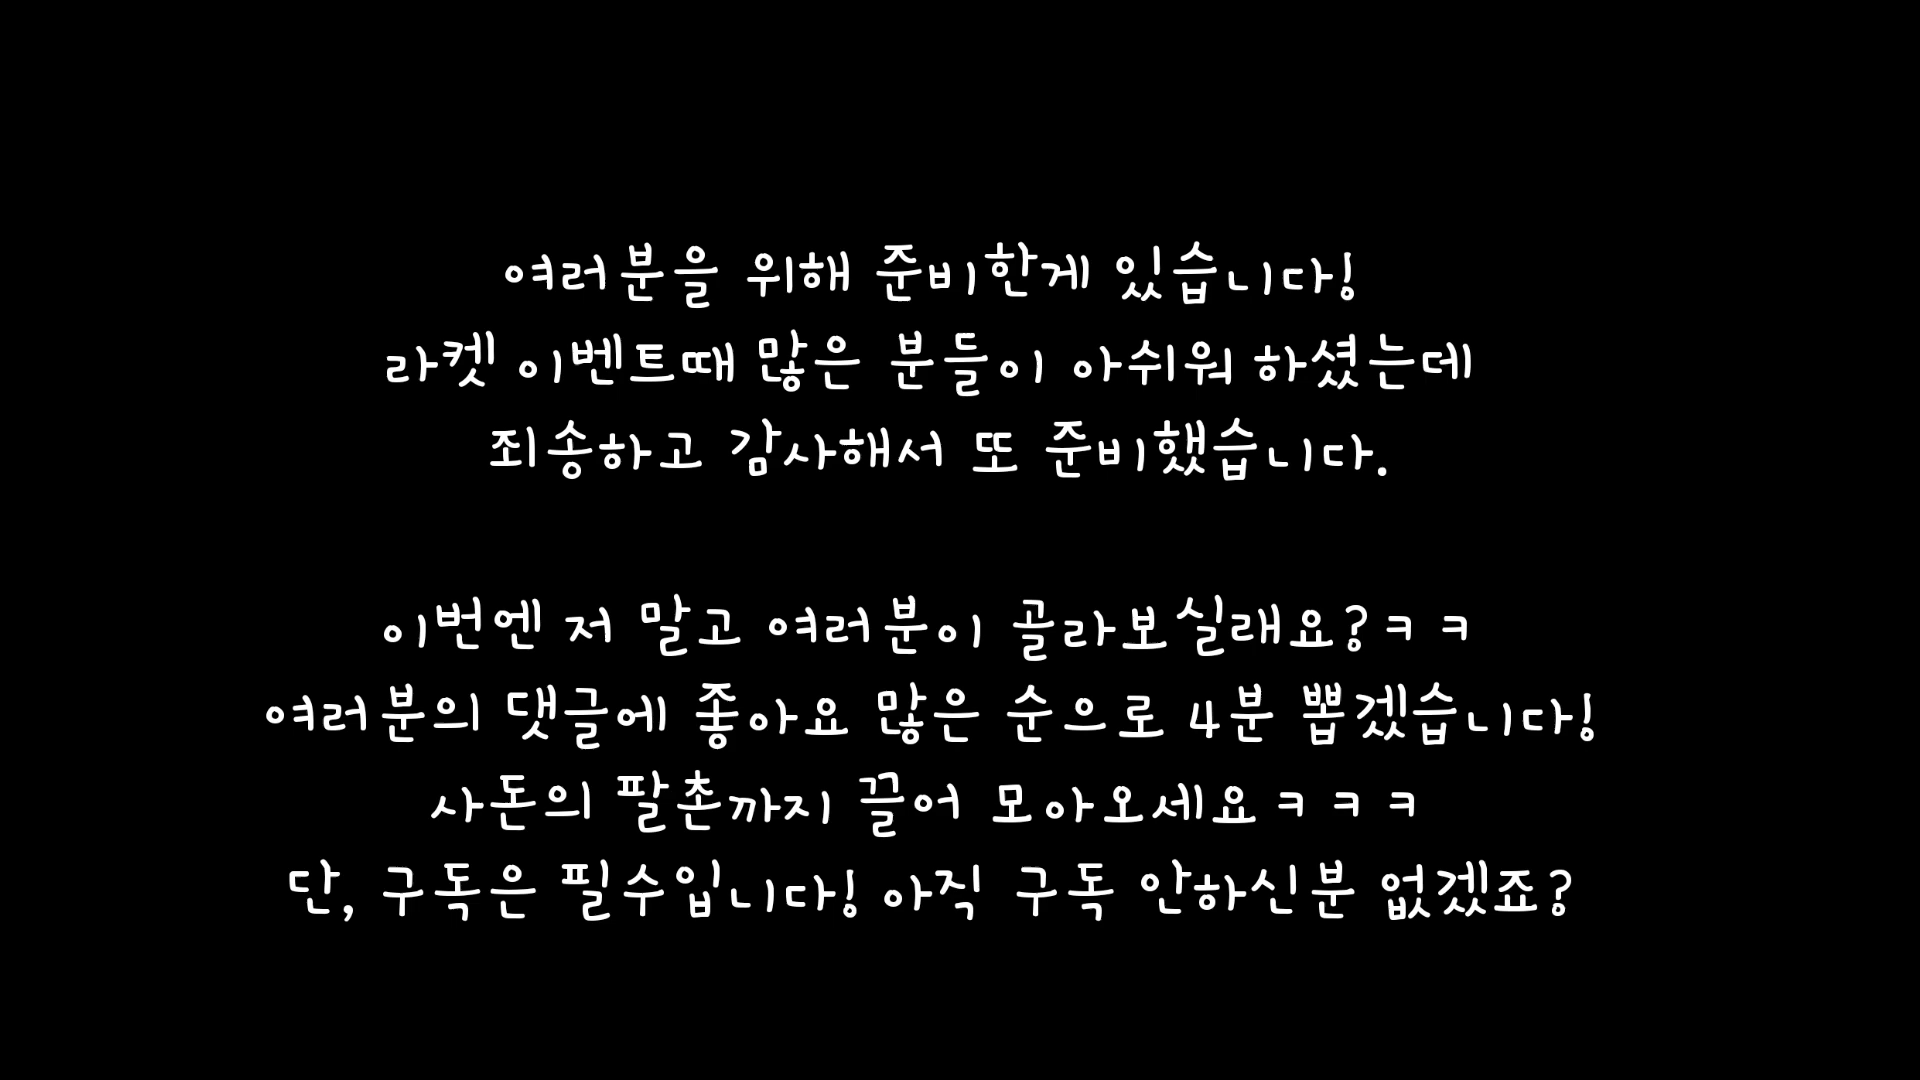 여러분을 위해 준비한게 있습니다!
라켓 이벤트때 많은 분들이 아쉬워 하셨는데
죄송하고 감사해서 또 준비했습니다.
이번엔 저 말고 여러분이 골라보실래요?ㅋㅋ
여러분의 댓글에 좋아요 많은 순으로 4분 뽑겠습니다!
사돈의 팔촌까지 끌어 모아오세요ㅋㅋㅋ
단, 구독은 필수입니다! 아직 구독 안하신분 없겠죠?